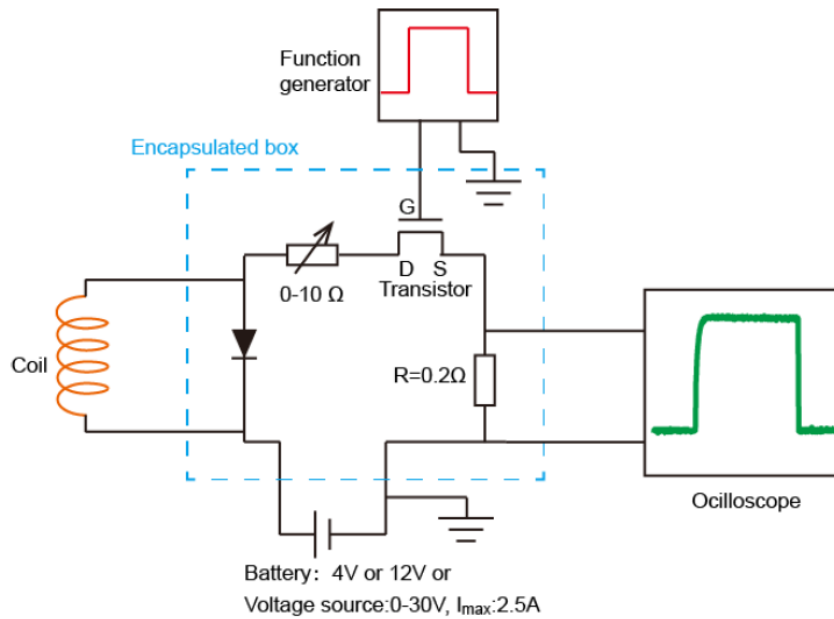 Function
generator
Encapsulated box
G
D S
Transistor
0-10 Ω
Coil
R=0.2Ω
Ocilloscope
Battery: 4V or 12V or
Voltage source:0-30V, Imax:2.5A